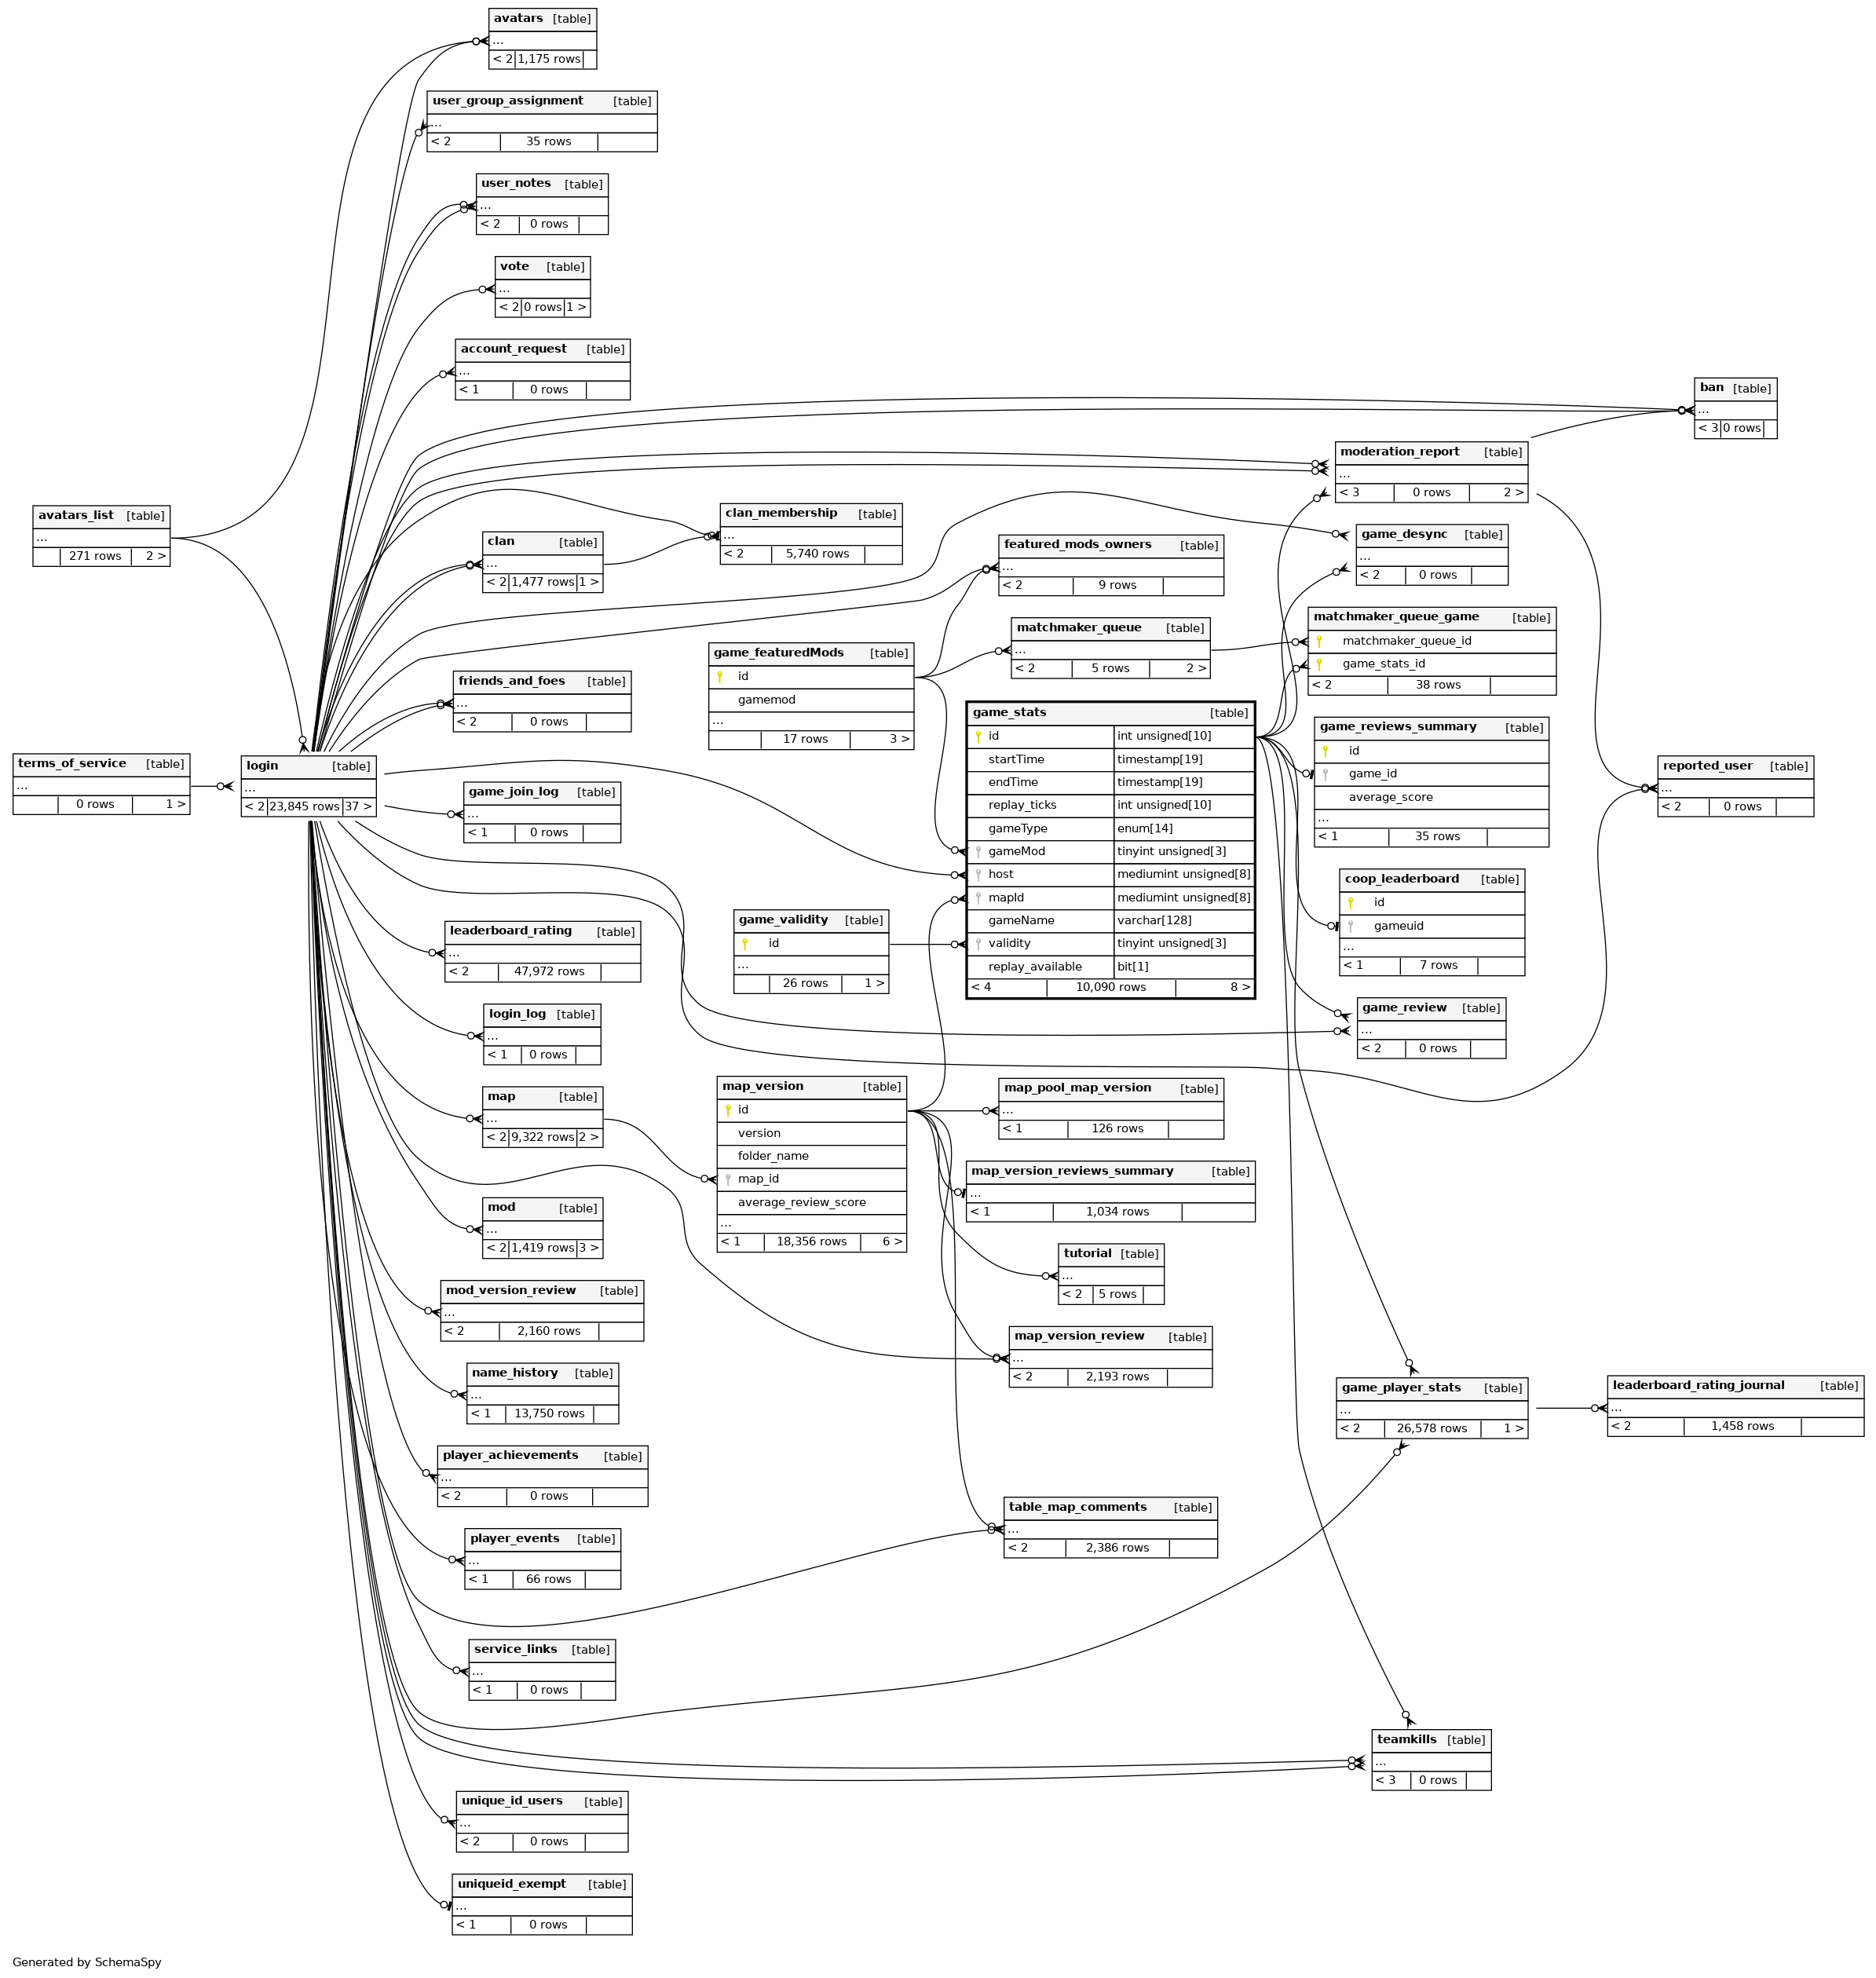 avatars [table]
...
< 2 1,175 rows
user_group_assignment [table]
...
< 2 35 rows
user_notes [table]
...
< 2 0 rows
vote [table]
...
< 2 0 rows 1 >
account_request [table]
...
< 1 0 rows
ban [table]
...
< 3 0 rows
moderation_report [table]
...
< 3 0 rows 2 >
avatars_list [table]
...
271 rows 2 >
clan_membership [table]
...
< 2 5,740 rows
clan [table]
...
< 2 1,477 rows 1 >
featured_mods_owners [table]
...
< 2 9 rows
game_desync [table]
...
< 2 0 rows
matchmaker_queue_game [table]
matchmaker_queue_id
game_stats_id
< 2 38 rows
matchmaker_queue [table]
...
< 2 5 rows 2 >
game_featuredMods [table]
id
gamemod
...
17 rows 3 >
friends_and_foes [table]
...
< 2 0 rows
game_stats [table]
id int unsigned[10]
startTime timestamp[19]
endTime timestamp[19]
replay_ticks int unsigned[10]
gameType enum[14]
gameMod tinyint unsigned[3]
host mediumint unsigned[8]
mapId mediumint unsigned[8]
gameName varchar[128]
validity tinyint unsigned[3]
replay_available bit[1]
< 4 10,090 rows 8 >
game_reviews_summary [table]
id
game_id
average_score
...
< 1 35 rows
terms_of_service [table]
...
0 rows 1 >
login [table]
...
< 2 23,845 rows 37 >
reported_user [table]
...
< 2 0 rows
game_join_log [table]
...
< 1 0 rows
coop_leaderboard [table]
id
gameuid
...
< 1 7 rows
game_validity [table]
id
...
26 rows 1 >
leaderboard_rating [table]
...
< 2 47,972 rows
game_review [table]
...
< 2 0 rows
login_log [table]
...
< 1 0 rows
map [table]
...
< 2 9,322 rows 2 >
map_version [table]
id
version
folder_name
map_id
average_review_score
...
< 1 18,356 rows 6 >
map_pool_map_version [table]
...
< 1 126 rows
map_version_reviews_summary [table]
...
< 1 1,034 rows
mod [table]
...
< 2 1,419 rows 3 >
tutorial [table]
...
< 2 5 rows
mod_version_review [table]
...
< 2 2,160 rows
map_version_review [table]
...
< 2 2,193 rows
name_history [table]
...
< 1 13,750 rows
game_player_stats [table]
...
< 2 26,578 rows 1 >
leaderboard_rating_journal [table]
...
< 2 1,458 rows
player_achievements [table]
...
< 2 0 rows
table_map_comments [table]
...
< 2 2,386 rows
player_events [table]
...
< 1 66 rows
service_links [table]
...
< 1 0 rows
teamkills [table]
...
< 3 0 rows
unique_id_users [table]
...
< 2 0 rows
uniqueid_exempt [table]
...
< 1 0 rows
Generated by SchemaSpy